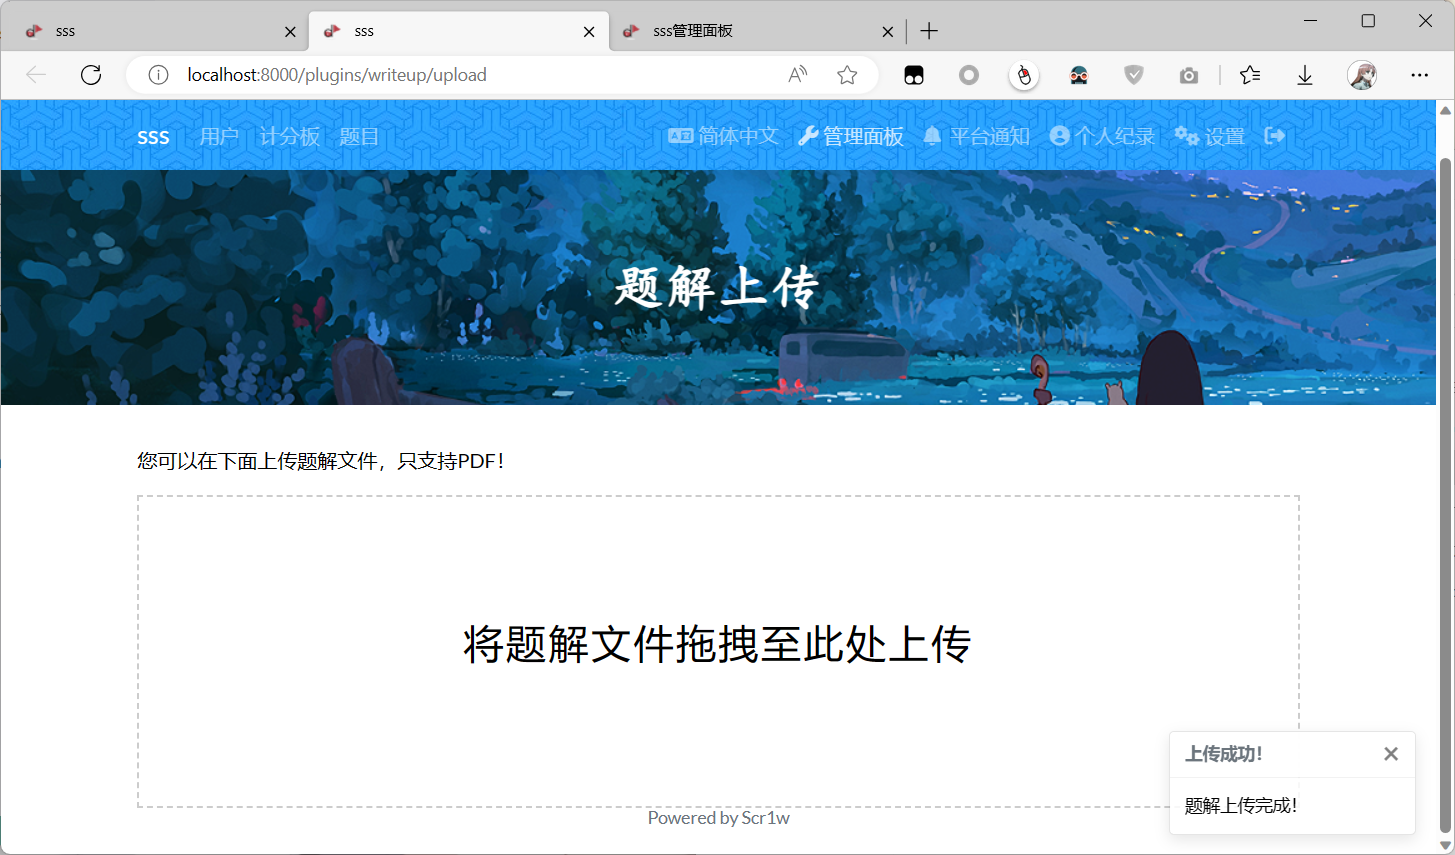 sss
sss
sss管理面板
localhost:8000/plugins/writeup/upload
sss 用户 计分板 题目 简体中文 管理面板 平台通知 个人纪录 设置
题解上传
您可以在下面上传题解文件，只支持PDF！
将题解文件拖拽至此处上传
上传成功！
题解上传完成！
Powered by Scr1w